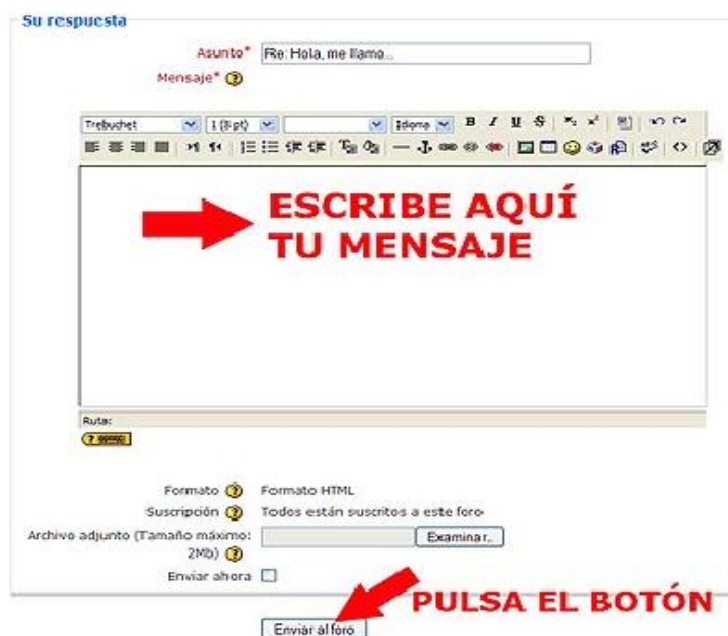 Su respuesta
Asunto* Re: Hola, me llamo...
Mensaje*
Trebuchet 1 (8 pt) Idioma B I U S
ESCRIBE AQUÍ
TU MENSAJE
Ruta:
Formato Formato HTML
Suscripción Todos están suscritos a este foro
Archivo adjunto (Tamaño máximo: Examinar..
2Mb)
Enviar ahora
PULSA EL BOTÓN
Enviar al foro